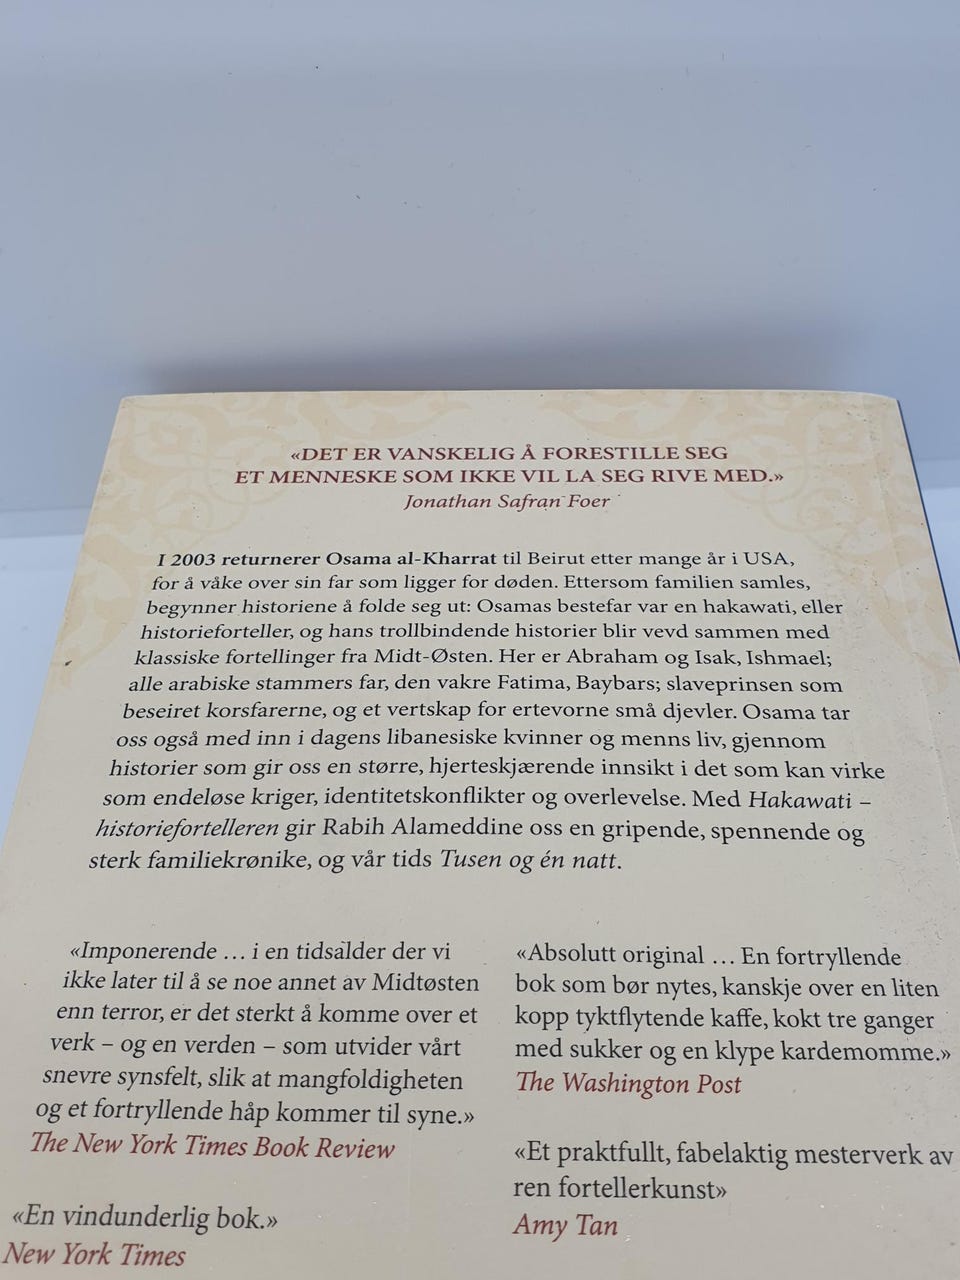 «DET ER VANSKELIG Å FORESTILLE SEG
ET MENNESKE SOM IKKE VIL LA SEG RIVE MED.»
Jonathan Safran Foer
I 2003 returnerer Osama al-Kharrat til Beirut etter mange år i USA,
for å våke over sin far som ligger for døden. Ettersom familien samles,
begynner historiene å folde seg ut: Osamas bestefar var en hakawati, eller
historieforteller, og hans trollbindende historier blir vevd sammen med
klassiske fortellinger fra Midt-Østen. Her er Abraham og Isak, Ishmael;
alle arabiske stammers far, den vakre Fatima, Baybars; slaveprinsen som
beseiret korsfarerne, og et vertskap for ertevorne små djevler. Osama tar
oss også med inn i dagens libanesiske kvinner og menns liv, gjennom
historier som gir oss en større, hjerteskjærende innsikt i det som kan virke
som endeløse kriger, identitetskonflikter og overlevelse. Med Hakawati –
historiefortelleren gir Rabih Alameddine oss en gripende, spennende og
sterk familiekrønike, og vår tids Tusen og én natt.
«Imponerende … i en tidsalder der vi
ikke later til å se noe annet av Midtøsten
enn terror, er det sterkt å komme over et
verk – og en verden – som utvider vårt
snevre synsfelt, slik at mangfoldigheten
og et fortryllende håp kommer til syne.»
The New York Times Book Review
«En vindunderlig bok.»
New York Times
«Absolutt original … En fortryllende
bok som bør nytes, kanskje over en liten
kopp tyktflytende kaffe, kokt tre ganger
med sukker og en klype kardemomme.»
The Washington Post
«Et praktfullt, fabelaktig mesterverk av
ren fortellerkunst»
Amy Tan